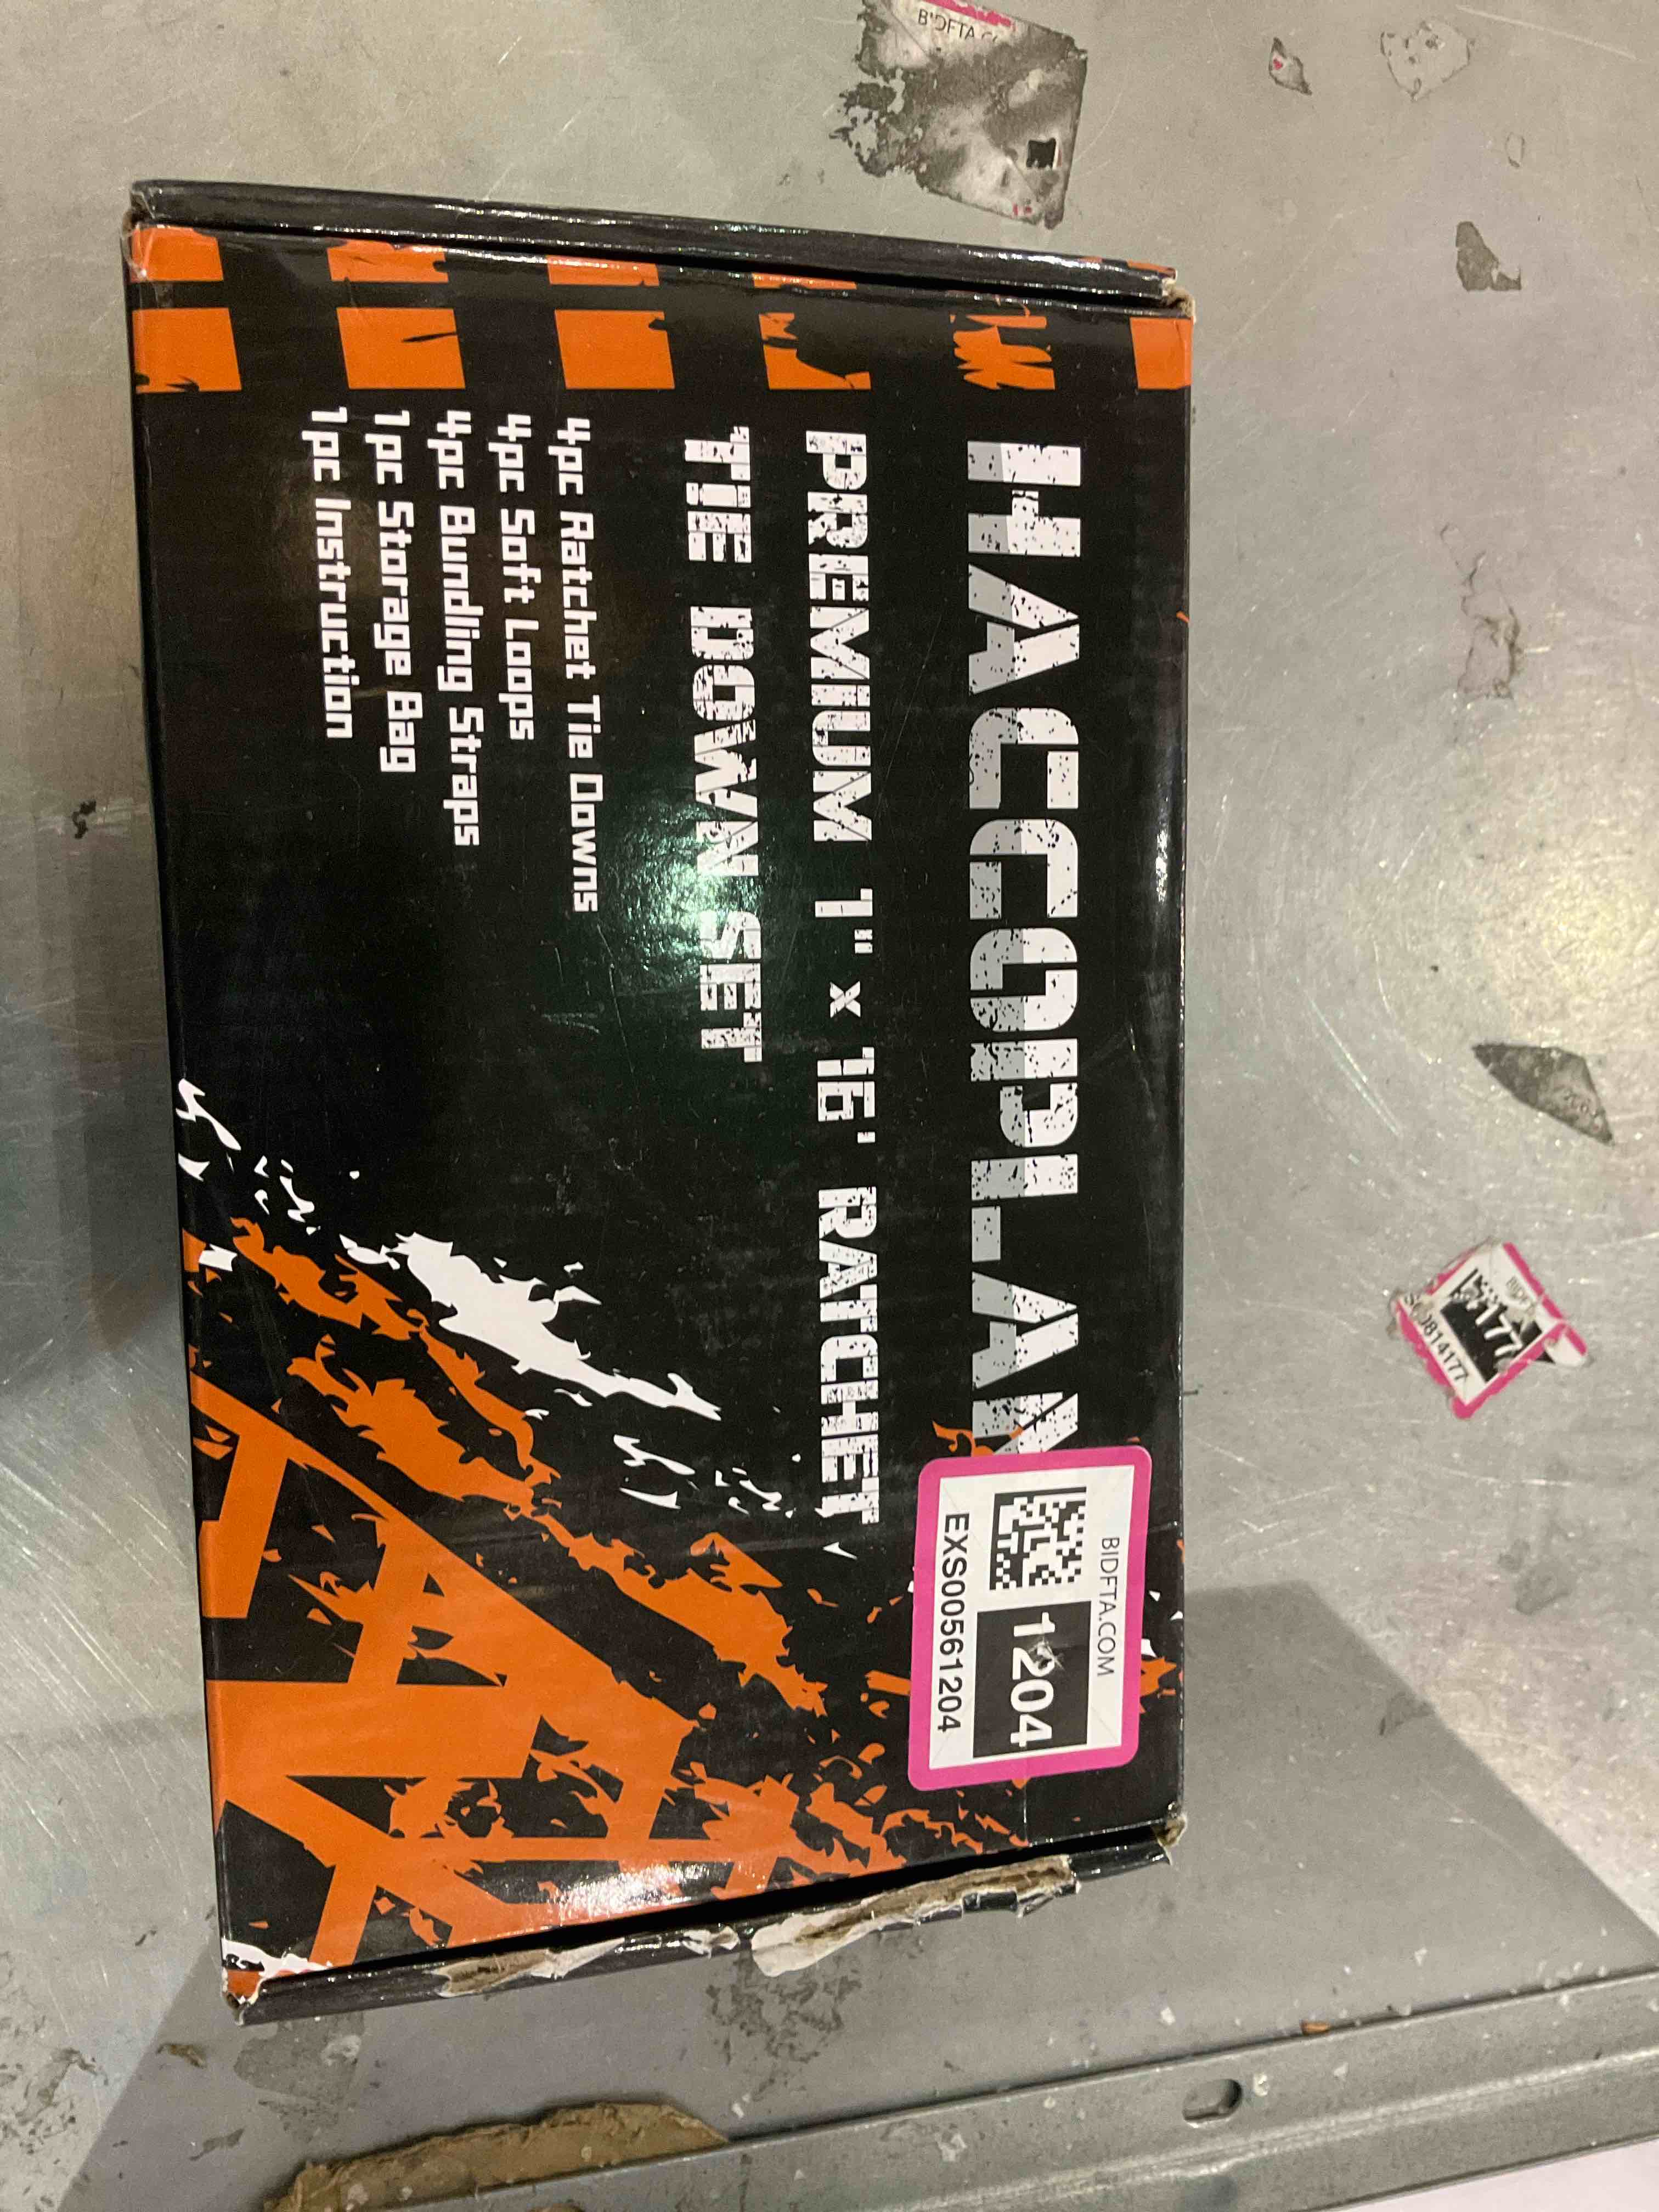 HACCOPLAN
PREMIUM 1" x 16' RATCHET
TIE DOWN SET
4pc Ratchet Tie Downs
4pc Soft Loops
4pc Bundling Straps
1pc Storage Bag
1pc Instruction
BIDFTA.COM
1204
EXS00561204